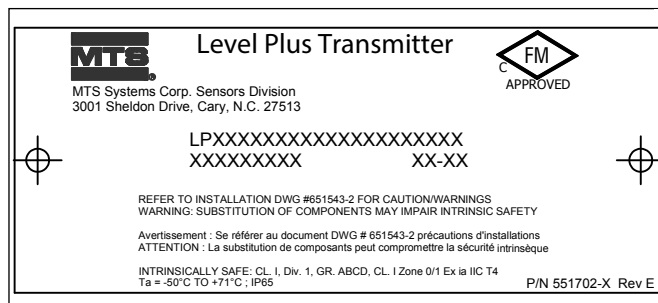 MTS
®
Level Plus Transmitter
FM
C
APPROVED
MTS Systems Corp. Sensors Division
3001 Sheldon Drive, Cary, N.C. 27513
LPXXXXXXXXXXXXXXXXXXXX
XXXXXXXXX XX-XX
REFER TO INSTALLATION DWG #651543-2 FOR CAUTION/WARNINGS
WARNING: SUBSTITUTION OF COMPONENTS MAY IMPAIR INTRINSIC SAFETY
Avertissement : Se référer au document DWG # 651543-2 précautions d'installations
ATTENTION : La substitution de composants peut compromettre la sécurité intrinsèque
INTRINSICALLY SAFE: CL. I, Div. 1, GR. ABCD, CL. I Zone 0/1 Ex ia IIC T4
Ta = -50°C TO +71°C ; IP65
P/N 551702-X Rev E